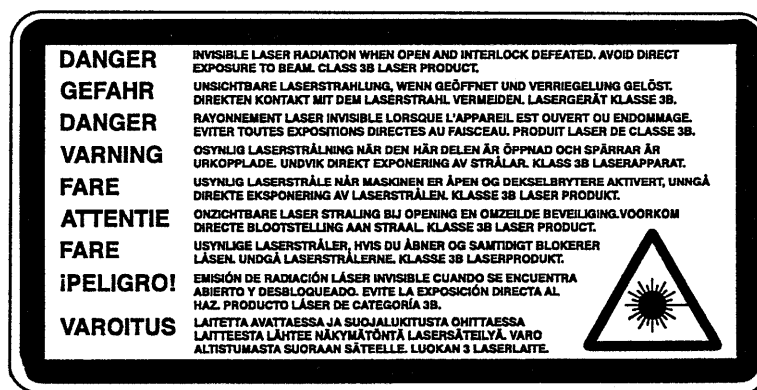 DANGER INVISIBLE LASER RADIATION WHEN OPEN AND INTERLOCK DEFEATED. AVOID DIRECT
EXPOSURE TO BEAM. CLASS 3B LASER PRODUCT.
GEFAHR UNSICHTBARE LASERSTRAHLUNG, WENN GEÖFFNET UND VERRIEGELUNG GELÖST.
DIREKTEN KONTAKT MIT DEM LASERSTRAHL VERMEIDEN. LASERGERÄT KLASSE 3B.
DANGER RAYONNEMENT LASER INVISIBLE LORSQUE L'APPAREIL EST OUVERT OU ENDOMMAGE.
EVITER TOUTES EXPOSITIONS DIRECTES AU FAISCEAU. PRODUIT LASER DE CLASSE 3B.
VARNING OSYNLIG LASERSTRÅLNING NÄR DEN HÄR DELEN ÄR ÖPPNAD OCH SPÄRRAR ÄR
URKOPPLADE. UNDVIK DIREKT EXPONERING AV STRÅLAR. KLASS 3B LASERAPPARAT.
FARE USYNLIG LASERSTRÅLE NÅR MASKINEN ER ÅPEN OG DEKSELBRYTERE AKTIVERT, UNNGÅ
DIREKTE EKSPONERING AV LASERSTRÅLEN. KLASSE 3B LASER PRODUKT.
ATTENTIE ONZICHTBARE LASER STRALING BIJ OPENING EN OMZEILDE BEVEILIGING.VOORKOM
DIRECTE BLOOTSTELLING AAN STRAAL. KLASSE 3B LASER PRODUCT.
FARE USYNLIGE LASERSTRÅLER, HVIS DU ÅBNER OG SAMTIDIGT BLOKERER
LÅSEN. UNDGÅ LASERSTRÅLERNE. KLASSE 3B LASERPRODUKT.
¡PELIGRO! EMISIÓN DE RADIACIÓN LÁSER INVISIBLE CUANDO SE ENCUENTRA
ABIERTO Y DESBLOQUEADO. EVITE LA EXPOSICIÓN DIRECTA AL
HAZ. PRODUCTO LÁSER DE CATEGORÍA 3B.
VAROITUS LAITETTA AVATTAESSA JA SUOJALUKITUSTA OHITTAESSA
LAITTEESTA LÄHTEE NÄKYMÄTÖNTÄ LASERSÄTEILYÄ. VARO
ALTISTUMASTA SUORAAN SÄTEELLE. LUOKAN 3 LASERLAITE.